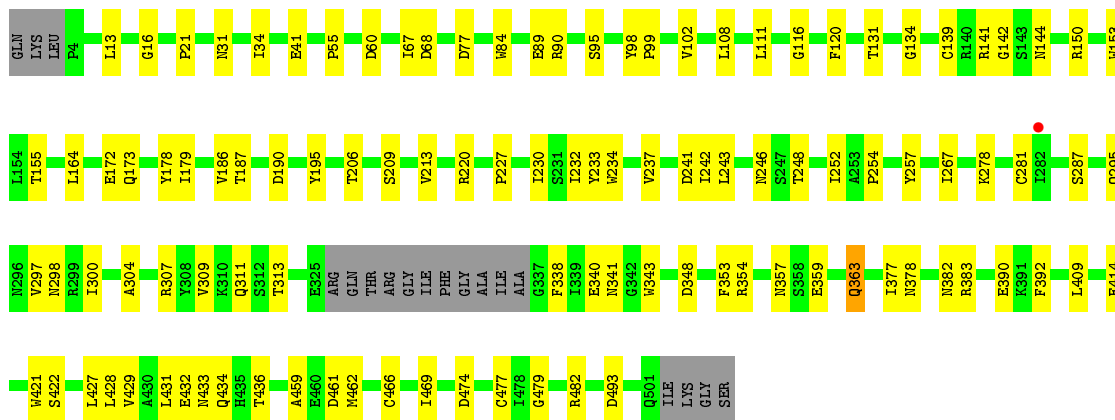 GLN LYS LEU P4 L13 G16 P21 N31 I34 E41 P55 D60 I67 D68 D77 W84 E89 R90 S95 Y98 P99 V102 L108 L111 G116 F120 T131 G134 C139 R140 R141 G142 S143 N144 R150 W153
L154 T155 L164 E172 Q173 Y178 I179 V186 T187 D190 Y195 T206 S209 V213 R220 P227 I230 S231 I232 Y233 W234 V237 D241 I242 L243 N246 S247 T248 I252 A253 P254 Y257 I267 K278 C281 I282 S287
N296 V297 N298 R299 I300 A304 R307 Y308 V309 K310 Q311 S312 T313 E325 ARG GLN THR ARG GLY ILE PHE GLY ALA ILE ALA G337 F338 I339 E340 N341 G342 W343 D348 F353 R354 N357 S358 E359 Q363 I377 N378 N382 R383 E390 K391 F392 L409
W421 S422 L427 L428 V429 A430 L431 E432 N433 Q434 H435 T436 A459 E460 D461 M462 C466 I469 D474 C477 I478 G479 R482 D493 Q501 ILE LYS GLY SER